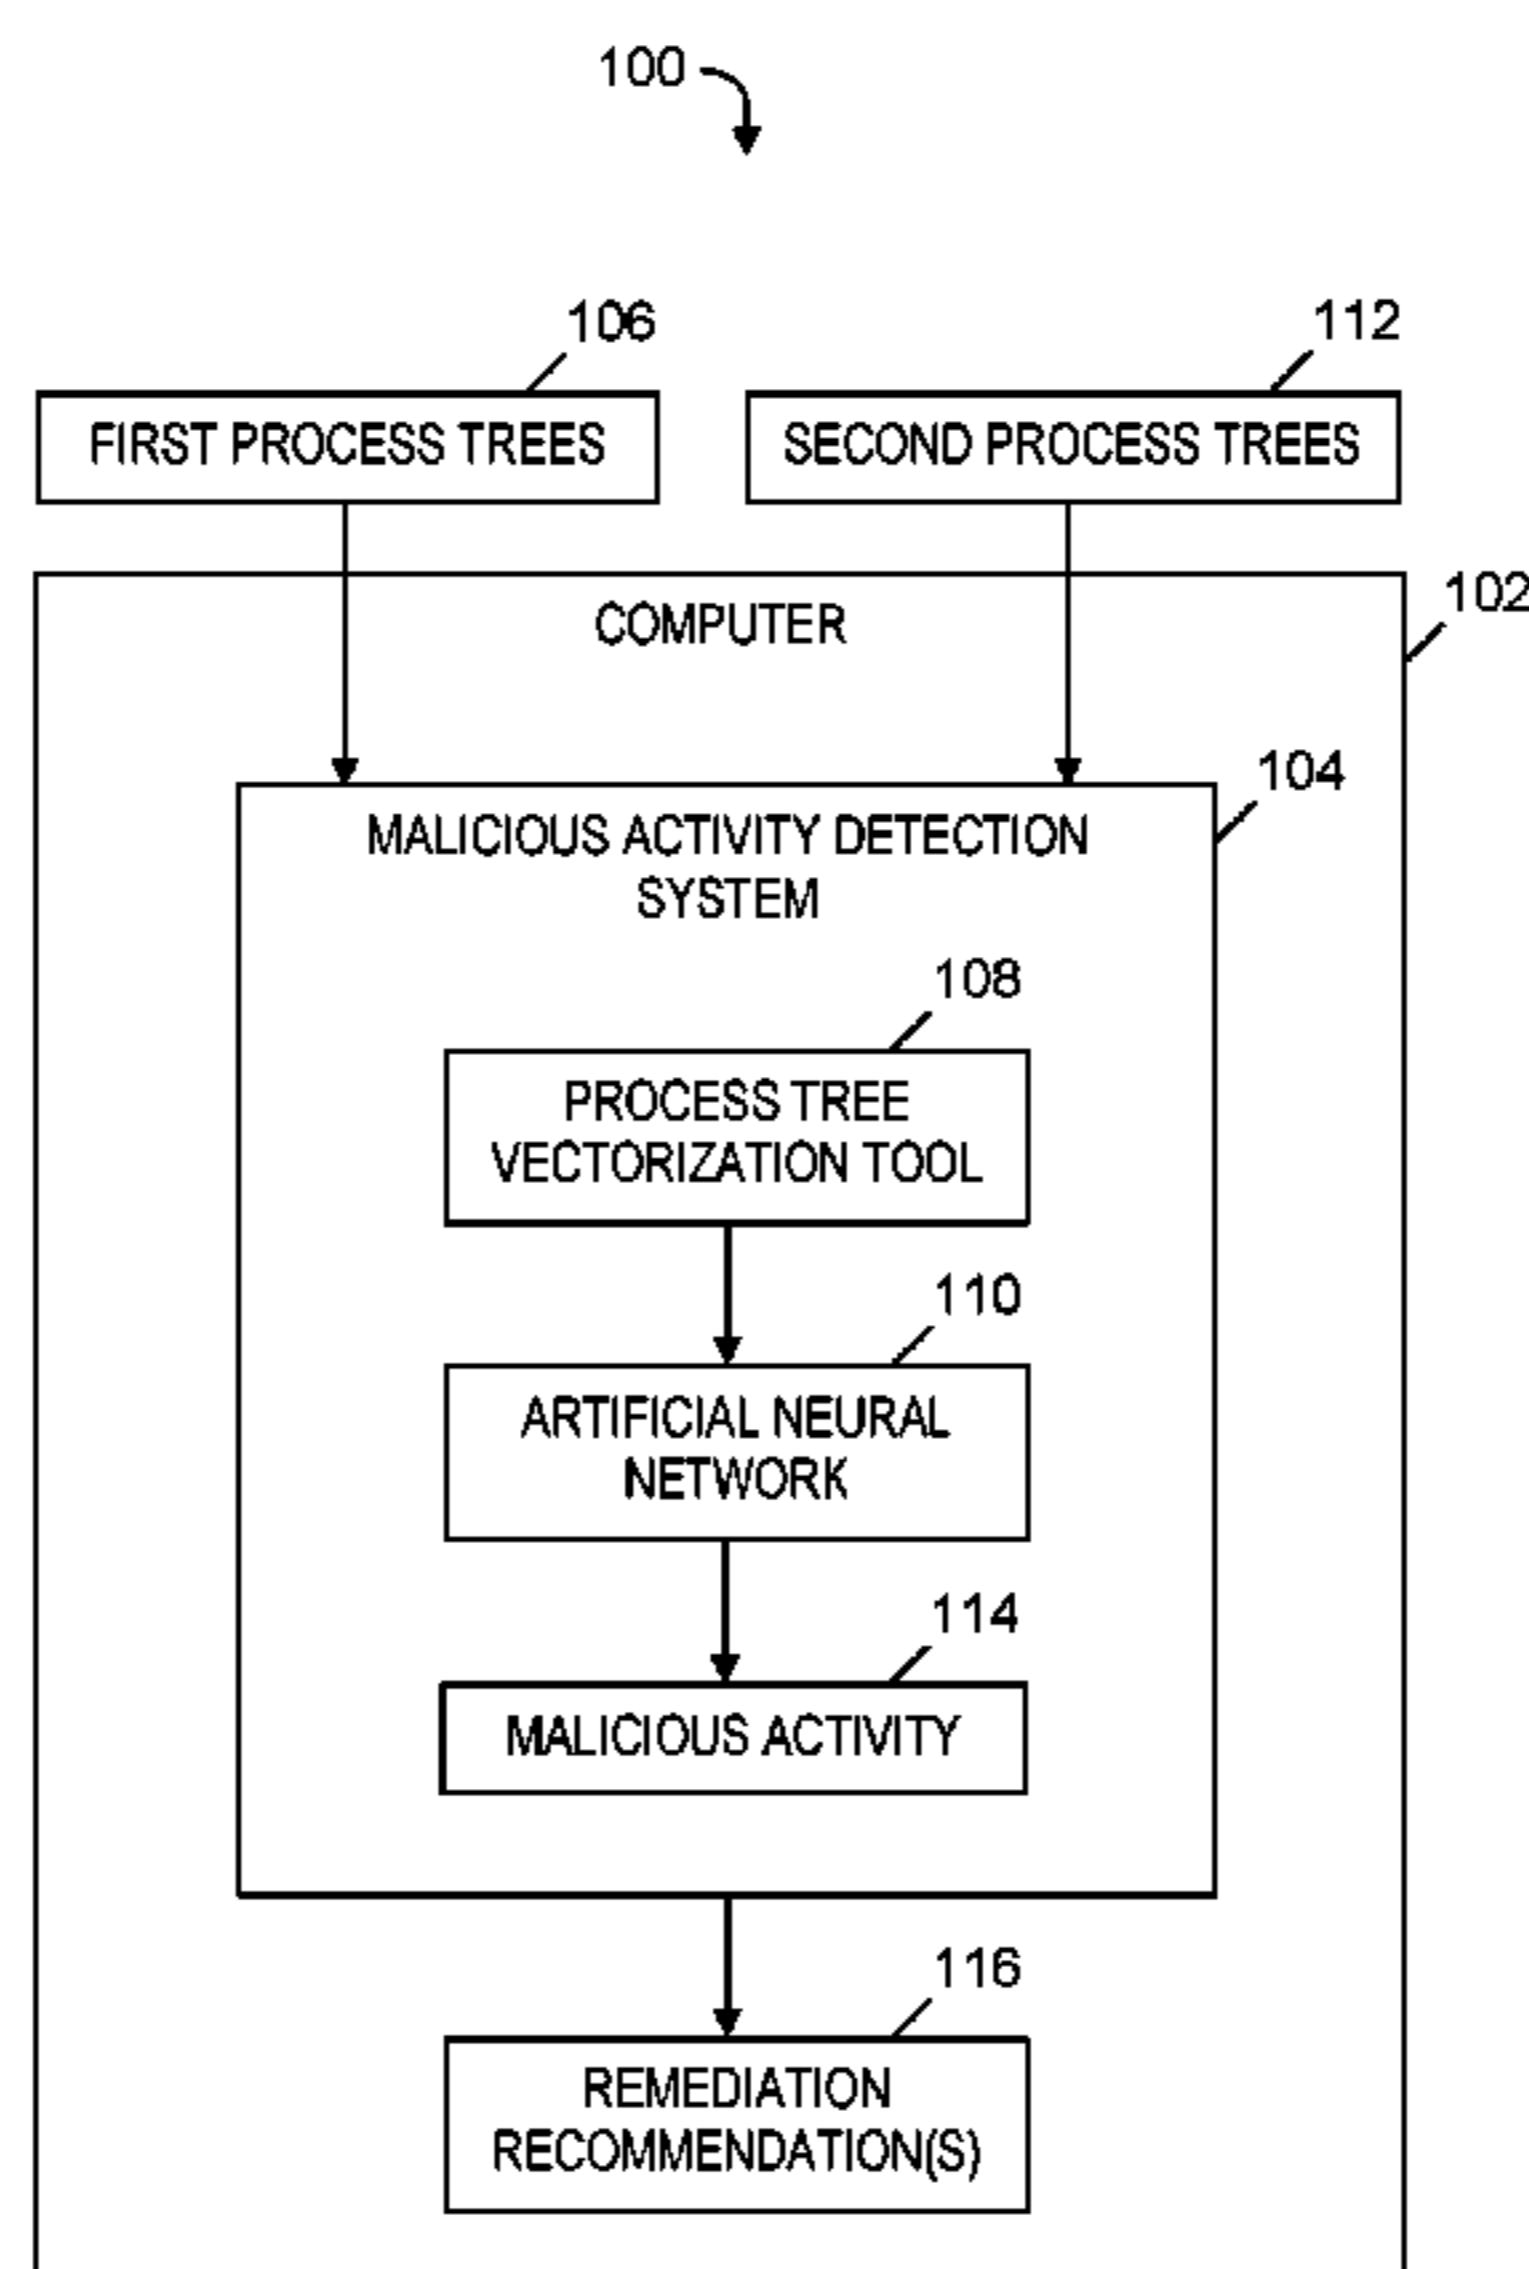 100
106
112
FIRST PROCESS TREES
SECOND PROCESS TREES
102
COMPUTER
104
MALICIOUS ACTIVITY DETECTION
SYSTEM
108
PROCESS TREE
VECTORIZATION TOOL
110
ARTIFICIAL NEURAL
NETWORK
114
MALICIOUS ACTIVITY
116
REMEDIATION
RECOMMENDATION(S)